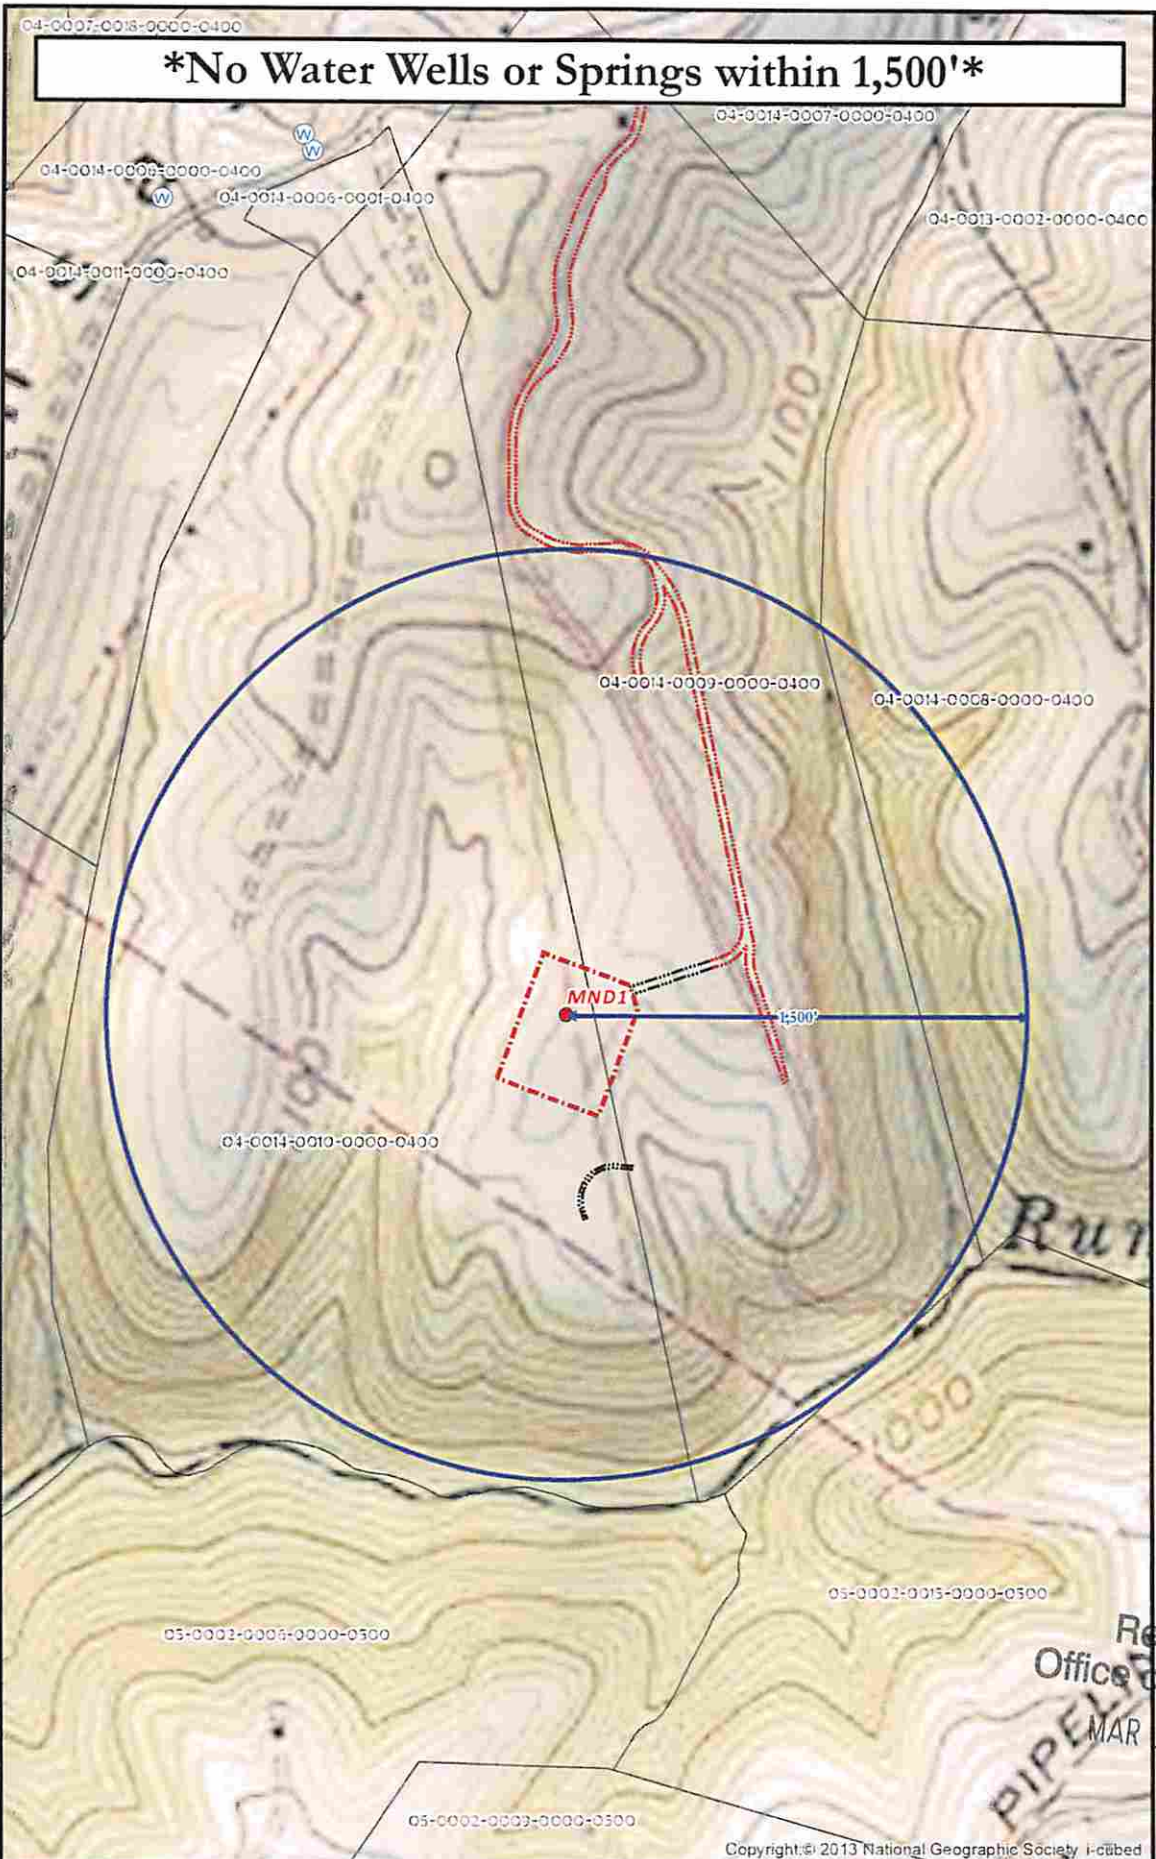 04-0007-0018-0000-0400
*No Water Wells or Springs within 1,500'*
04-0014-0007-0000-0400
W
W
04-0014-0006-0000-0400
W
04-0014-0006-0001-0400
04-0013-0002-0000-0400
04-0014-0011-0000-0400
1100
04-0014-0009-0000-0400
04-0014-0008-0000-0400
MND1
1,500'
04-0014-0010-0000-0400
Run
1000
05-0002-0015-0000-0500
05-0002-0006-0000-0500
Office
MAR
PIPELINE
05-0002-0009-0000-0500
Copyright:© 2013 National Geographic Society, i-cubed